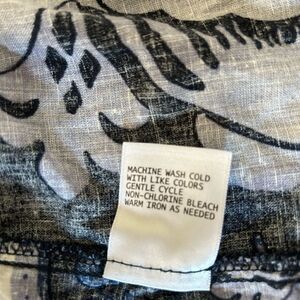 MACHINE WASH COLD
WITH LIKE COLORS
GENTLE CYCLE
NON-CHLORINE BLEACH
WARM IRON AS NEEDED